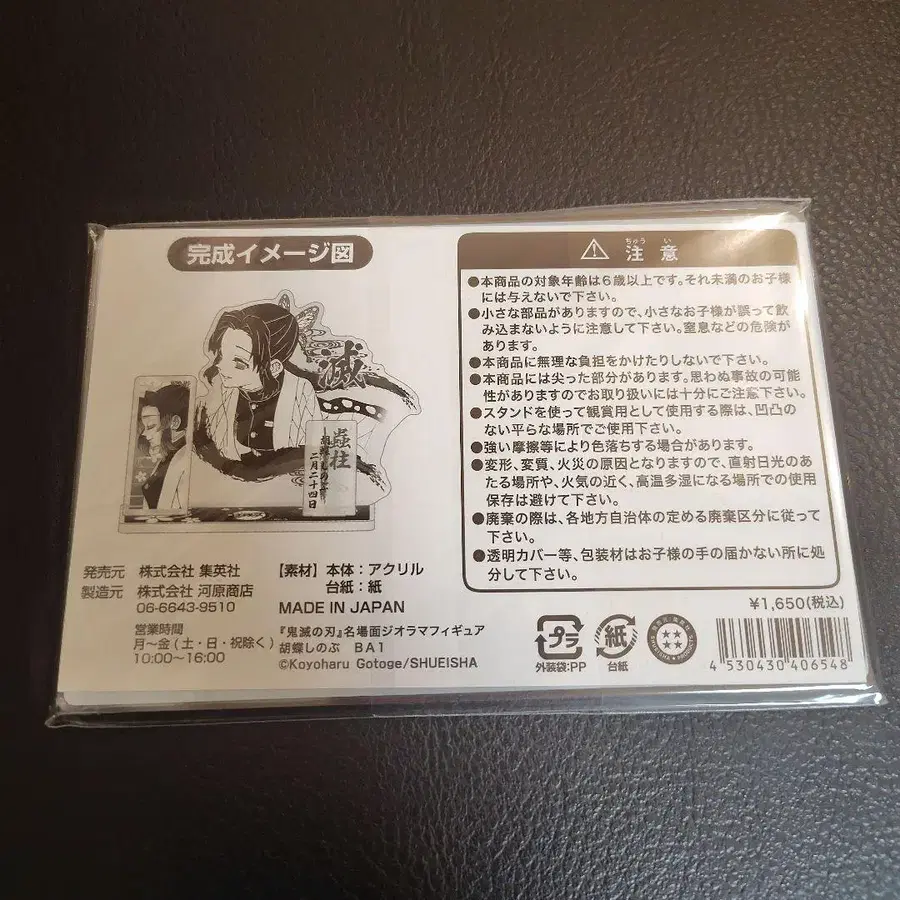 完成イメージ図
滅
蟲柱
胡蝶しのぶ
二月二十四日
発売元 株式会社 集英社
製造元 株式会社 河原商店
06-6643-9510
営業時間
月〜金(土・日・祝除く)
10:00〜16:00
【素材】本体:アクリル
台紙:紙
MADE IN JAPAN
『鬼滅の刃』名場面ジオラマフィギュア
胡蝶しのぶ BA1
©Koyoharu Gotoge/SHUEISHA
ちゅう い
⚠ 注 意
●本商品の対象年齢は6歳以上です。それ未満のお子様
には与えないで下さい。
●小さな部品がありますので、小さなお子様が誤って飲
み込まないように注意して下さい。窒息などの危険が
あります。
●本商品に無理な負担をかけたりしないで下さい。
●本商品には尖った部分があります。思わぬ事故の可能
性がありますのでお取り扱いには十分にご注意下さい。
●スタンドを使って観賞用として使用する際は、凹凸の
ない平らな場所でご使用下さい。
●強い摩擦等により色落ちする場合があります。
●変形、変質、火災の原因となりますので、直射日光のあ
たる場所や、火気の近く、高温多湿になる場所での使用
保存は避けて下さい。
●廃棄の際は、各地方自治体の定める廃棄区分に従って
下さい。
●透明カバー等、包装材はお子様の手の届かない所に処
分して下さい。
¥1,650(税込)
プラ
外装袋:PP
紙
台紙
4 530430 406548